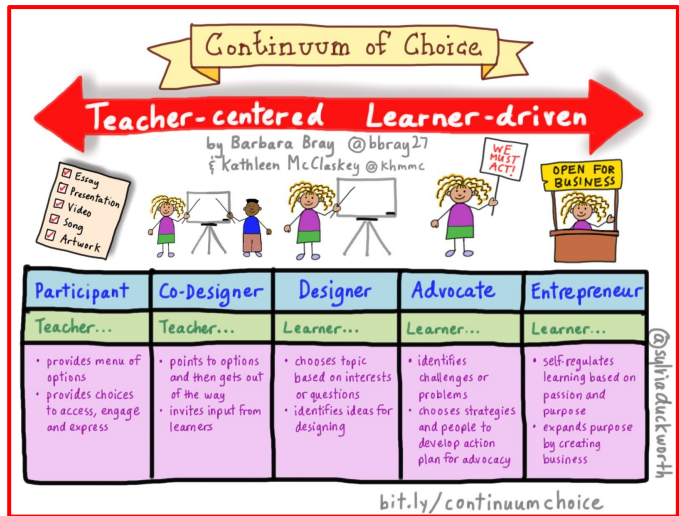 Continuum of Choice
Teacher-centered Learner-driven
by Barbara Bray @bbray27
& Kathleen McClaskey @khmmc
Essay
Presentation
Video
Song
Artwork
WE
MUST
ACT!
OPEN FOR
BUSINESS
Participant
Teacher...
• provides menu of
options
• provides choices
to access, engage
and express
Co-Designer
Teacher...
• points to options
and then gets out
of the way
• invites input from
learners
Designer
Learner...
• chooses topic
based on interests
or questions
• identifies ideas for
designing
Advocate
Learner...
• identifies
challenges or
problems
• chooses strategies
and people to
develop action
plan for advocacy
Entrepreneur
Learner...
• self-regulates
learning based on
passion and
purpose
• expands purpose
by creating
business
@sylviaduckworth
bit.ly/continuumchoice